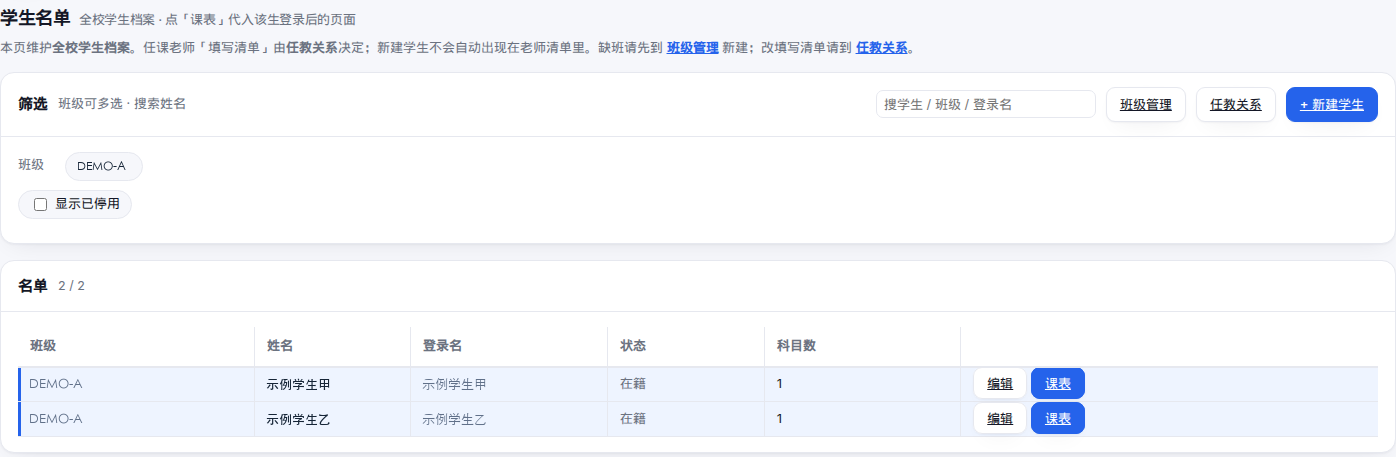 学生名单 全校学生档案 · 点「课表」代入该生登录后的页面
本页维护全校学生档案。任课老师「填写清单」由任教关系决定；新建学生不会自动出现在老师清单里。缺班请先到 班级管理 新建；改填写清单请到 任教关系。
筛选 班级可多选 · 搜索姓名 搜学生 / 班级 / 登录名 班级管理 任教关系 + 新建学生
班级 DEMO-A
显示已停用
名单 2 / 2
班级 姓名 登录名 状态 科目数
DEMO-A 示例学生甲 示例学生甲 在籍 1 编辑 课表
DEMO-A 示例学生乙 示例学生乙 在籍 1 编辑 课表